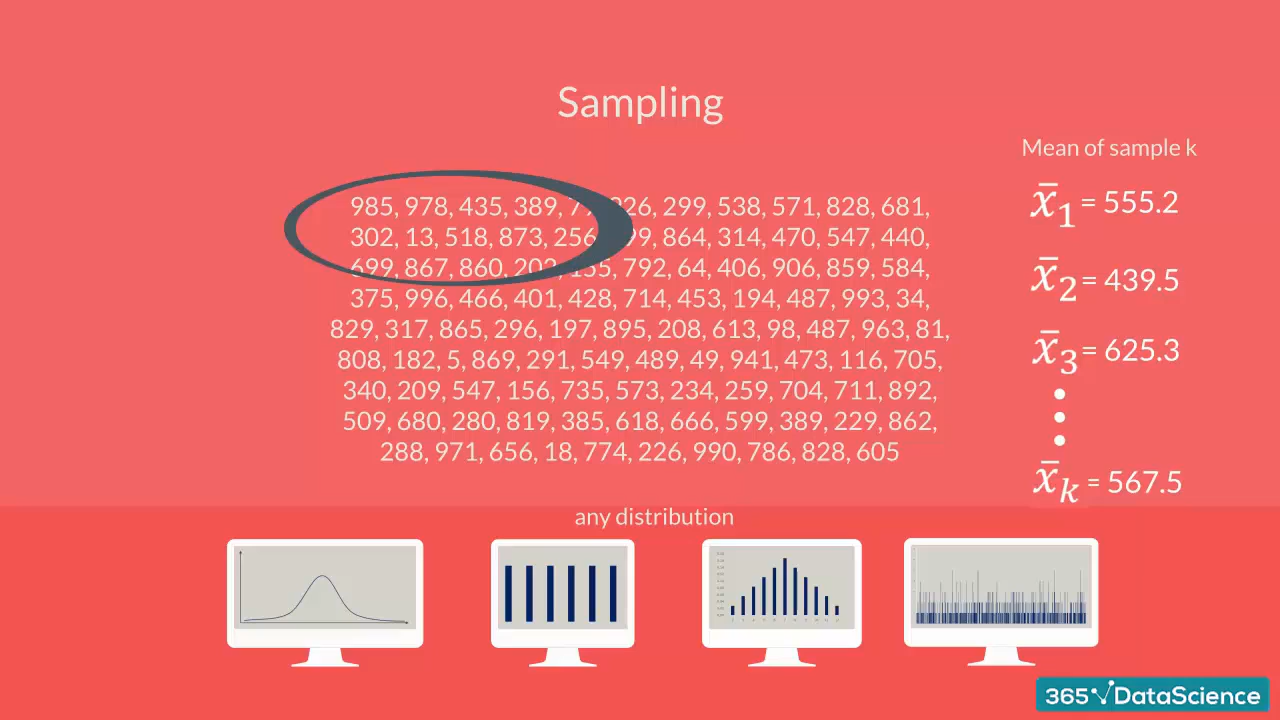 Sampling
Mean of sample k
985, 978, 435, 389, 926, 299, 538, 571, 828, 681,
302, 13, 518, 873, 256, 864, 314, 470, 547, 440,
699, 867, 860, 202, 155, 792, 64, 406, 906, 859, 584,
375, 996, 466, 401, 428, 714, 453, 194, 487, 993, 34,
829, 317, 865, 296, 197, 895, 208, 613, 98, 487, 963, 81,
808, 182, 5, 869, 291, 549, 489, 49, 941, 473, 116, 705,
340, 209, 547, 156, 735, 573, 234, 259, 704, 711, 892,
509, 680, 280, 819, 385, 618, 666, 599, 389, 229, 862,
288, 971, 656, 18, 774, 226, 990, 786, 828, 605
x̄₁ = 555.2
x̄₂ = 439.5
x̄₃ = 625.3
x̄ₖ = 567.5
any distribution
365 DataScience